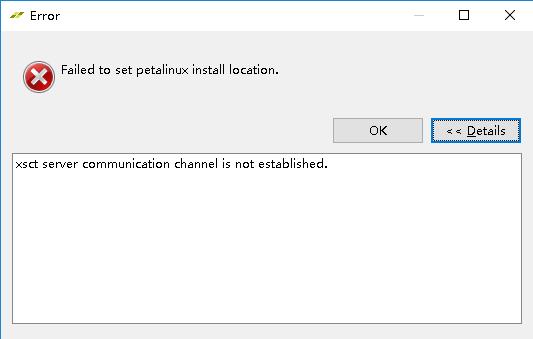 Error
Failed to set petalinux install location.
OK
<< Details
xsct server communication channel is not established.